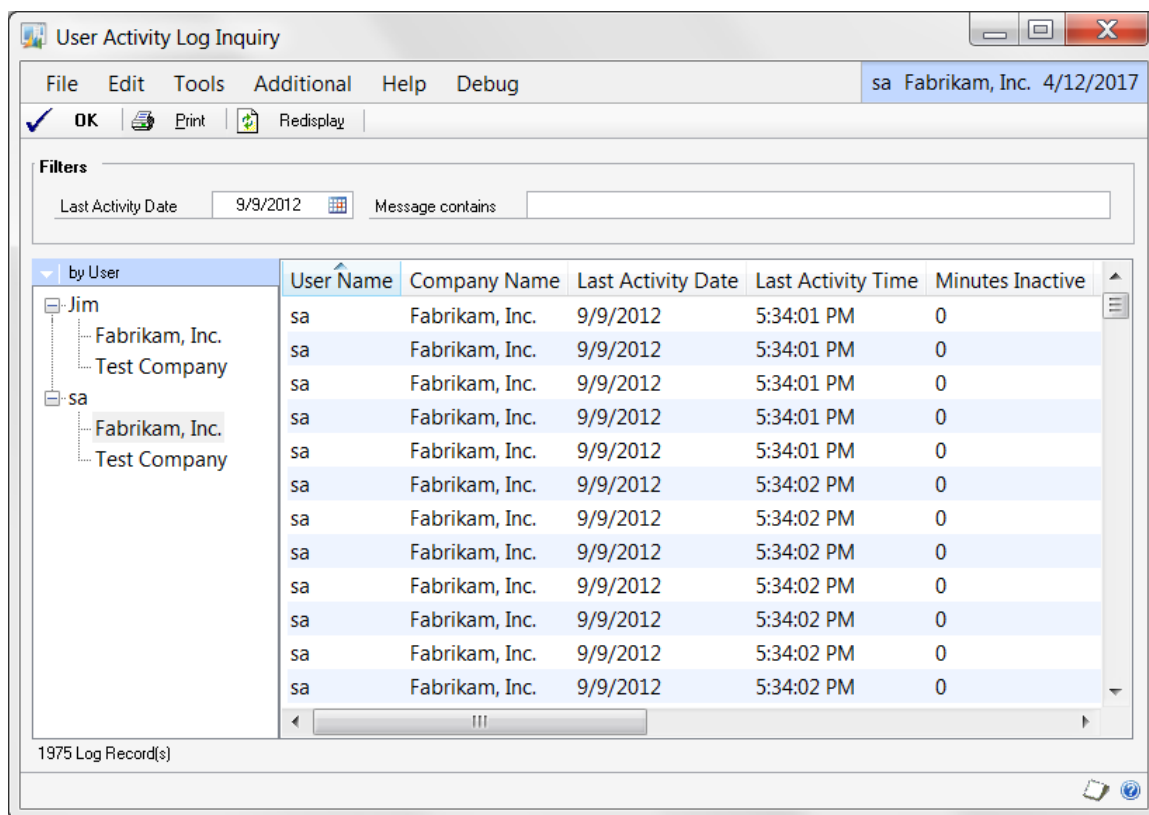 User Activity Log Inquiry
File Edit Tools Additional Help Debug sa Fabrikam, Inc. 4/12/2017
OK Print Redisplay
Filters
Last Activity Date 9/9/2012 Message contains
by User
Jim
Fabrikam, Inc.
Test Company
sa
Fabrikam, Inc.
Test Company
User Name Company Name Last Activity Date Last Activity Time Minutes Inactive
sa Fabrikam, Inc. 9/9/2012 5:34:01 PM 0
sa Fabrikam, Inc. 9/9/2012 5:34:01 PM 0
sa Fabrikam, Inc. 9/9/2012 5:34:01 PM 0
sa Fabrikam, Inc. 9/9/2012 5:34:01 PM 0
sa Fabrikam, Inc. 9/9/2012 5:34:01 PM 0
sa Fabrikam, Inc. 9/9/2012 5:34:02 PM 0
sa Fabrikam, Inc. 9/9/2012 5:34:02 PM 0
sa Fabrikam, Inc. 9/9/2012 5:34:02 PM 0
sa Fabrikam, Inc. 9/9/2012 5:34:02 PM 0
sa Fabrikam, Inc. 9/9/2012 5:34:02 PM 0
sa Fabrikam, Inc. 9/9/2012 5:34:02 PM 0
sa Fabrikam, Inc. 9/9/2012 5:34:02 PM 0
1975 Log Record(s)